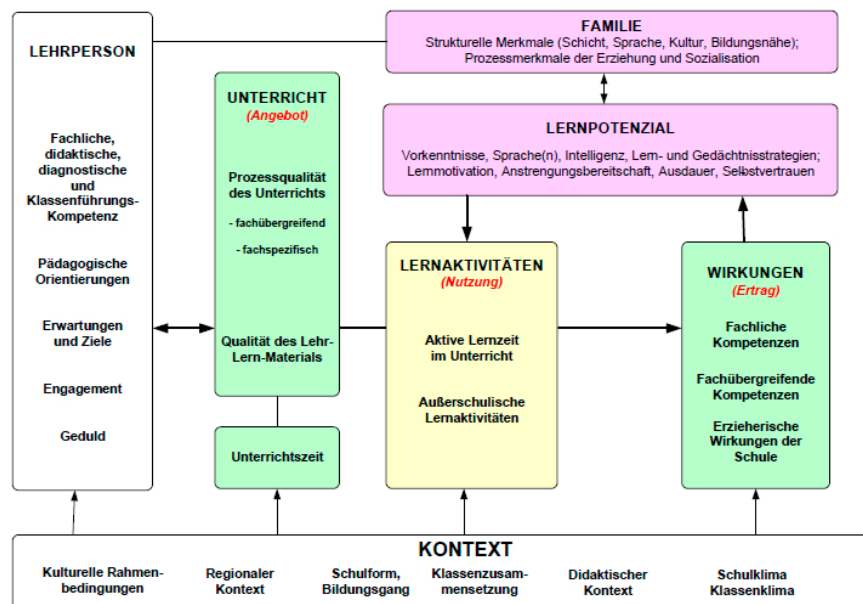 LEHRPERSON
Fachliche,
didaktische,
diagnostische
und
Klassenführungs-
Kompetenz
Pädagogische
Orientierungen
Erwartungen
und Ziele
Engagement
Geduld
UNTERRICHT
(Angebot)
Prozessqualität
des Unterrichts
- fachübergreifend
- fachspezifisch
Qualität des Lehr-
Lern-Materials
Unterrichtszeit
FAMILIE
Strukturelle Merkmale (Schicht, Sprache, Kultur, Bildungsnähe);
Prozessmerkmale der Erziehung und Sozialisation
LERNPOTENZIAL
Vorkenntnisse, Sprache(n), Intelligenz, Lern- und Gedächtnisstrategien;
Lernmotivation, Anstrengungsbereitschaft, Ausdauer, Selbstvertrauen
LERNAKTIVITÄTEN
(Nutzung)
Aktive Lernzeit
im Unterricht
Außerschulische
Lernaktivitäten
WIRKUNGEN
(Ertrag)
Fachliche
Kompetenzen
Fachübergreifende
Kompetenzen
Erzieherische
Wirkungen der
Schule
KONTEXT
Kulturelle Rahmen-
bedingungen
Regionaler
Kontext
Schulform,
Bildungsgang
Klassenzusam-
mensetzung
Didaktischer
Kontext
Schulklima
Klassenklima